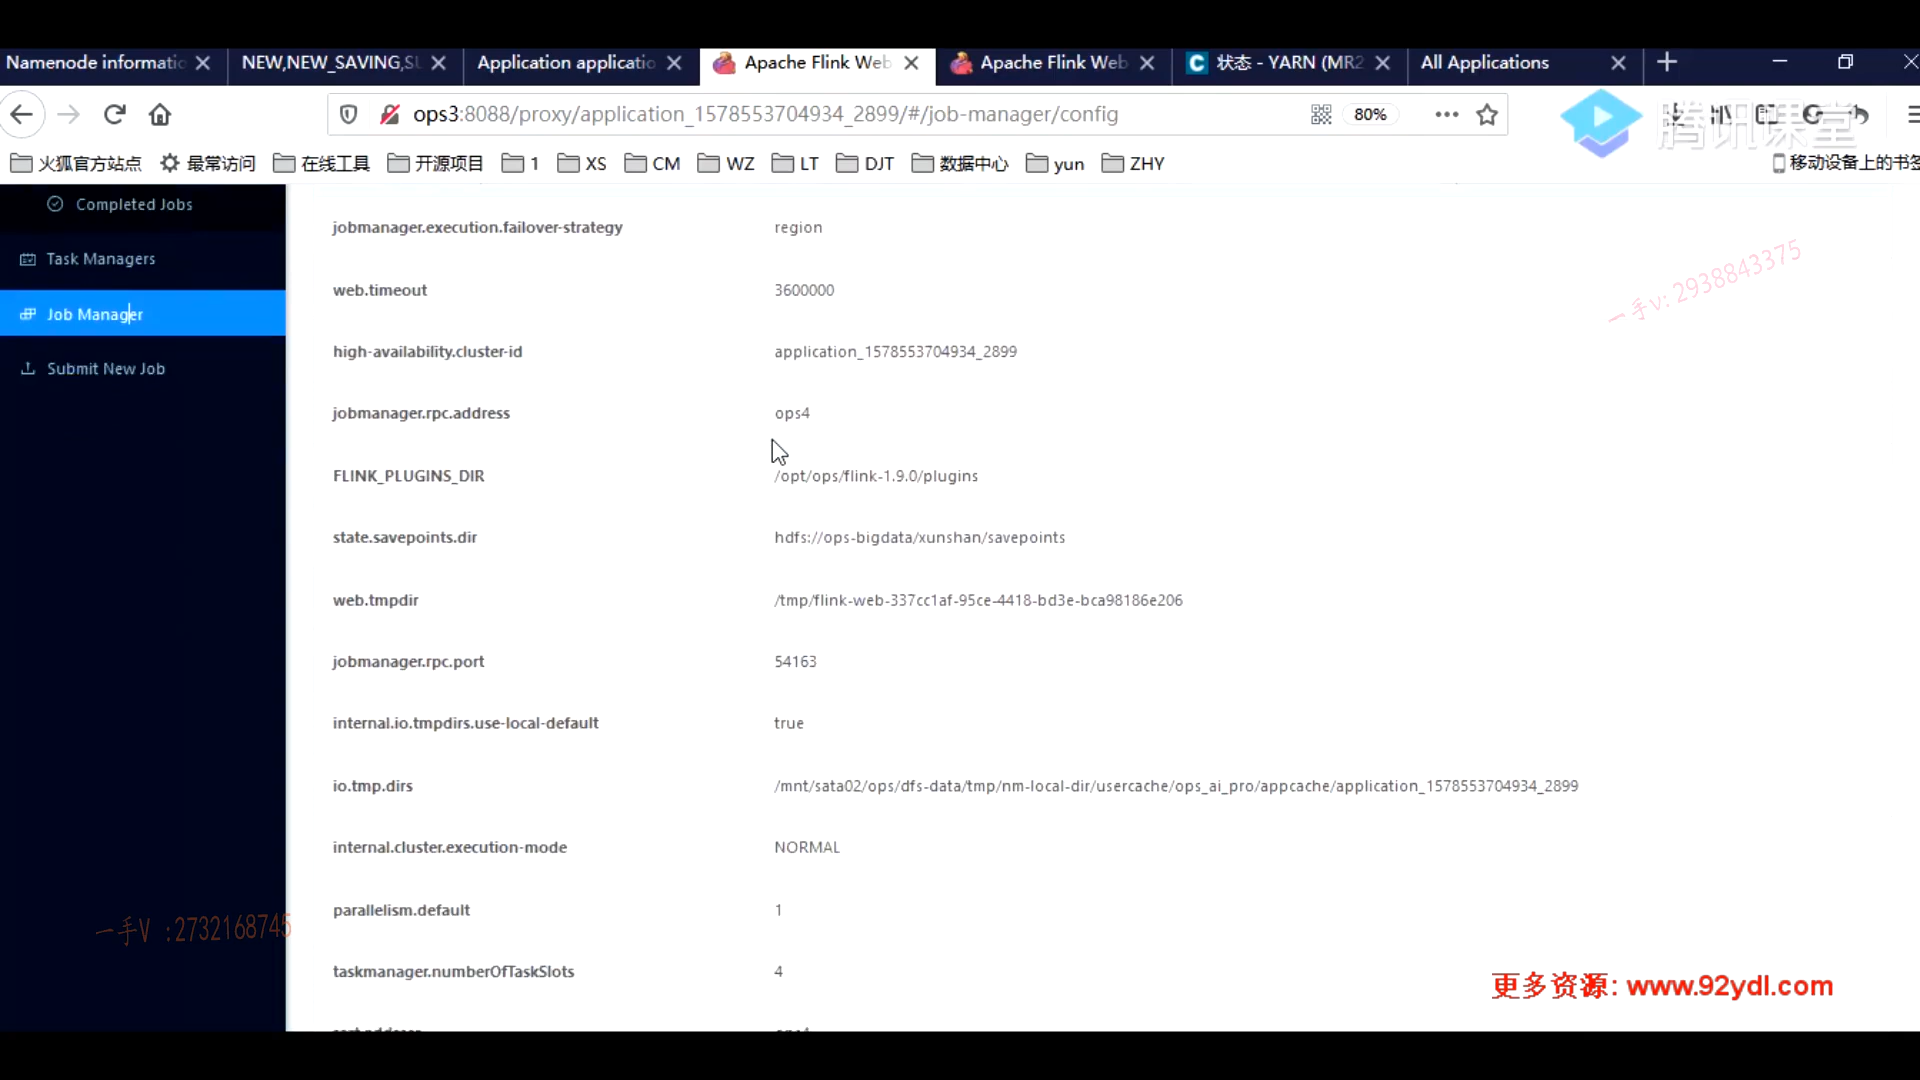 Namenode informatio
NEW,NEW_SAVING,SU
Application applicatio
Apache Flink Web
Apache Flink Web
状态 - YARN (MR2
All Applications
ops3:8088/proxy/application_1578553704934_2899/#/job-manager/config
80%
腾讯课堂
火狐官方站点
最常访问
在线工具
开源项目
1
XS
CM
WZ
LT
DJT
数据中心
yun
ZHY
移动设备上的书签
Completed Jobs
Task Managers
Job Manager
Submit New Job
jobmanager.execution.failover-strategy region
web.timeout 3600000
high-availability.cluster-id application_1578553704934_2899
jobmanager.rpc.address ops4
FLINK_PLUGINS_DIR /opt/ops/flink-1.9.0/plugins
state.savepoints.dir hdfs://ops-bigdata/xunshan/savepoints
web.tmpdir /tmp/flink-web-337cc1af-95ce-4418-bd3e-bca98186e206
jobmanager.rpc.port 54163
internal.io.tmpdirs.use-local-default true
io.tmp.dirs /mnt/sata02/ops/dfs-data/tmp/nm-local-dir/usercache/ops_ai_pro/appcache/application_1578553704934_2899
internal.cluster.execution-mode NORMAL
parallelism.default 1
taskmanager.numberOfTaskSlots 4
一手v: 2938843375
一手V :2732168745
更多资源: www.92ydl.com